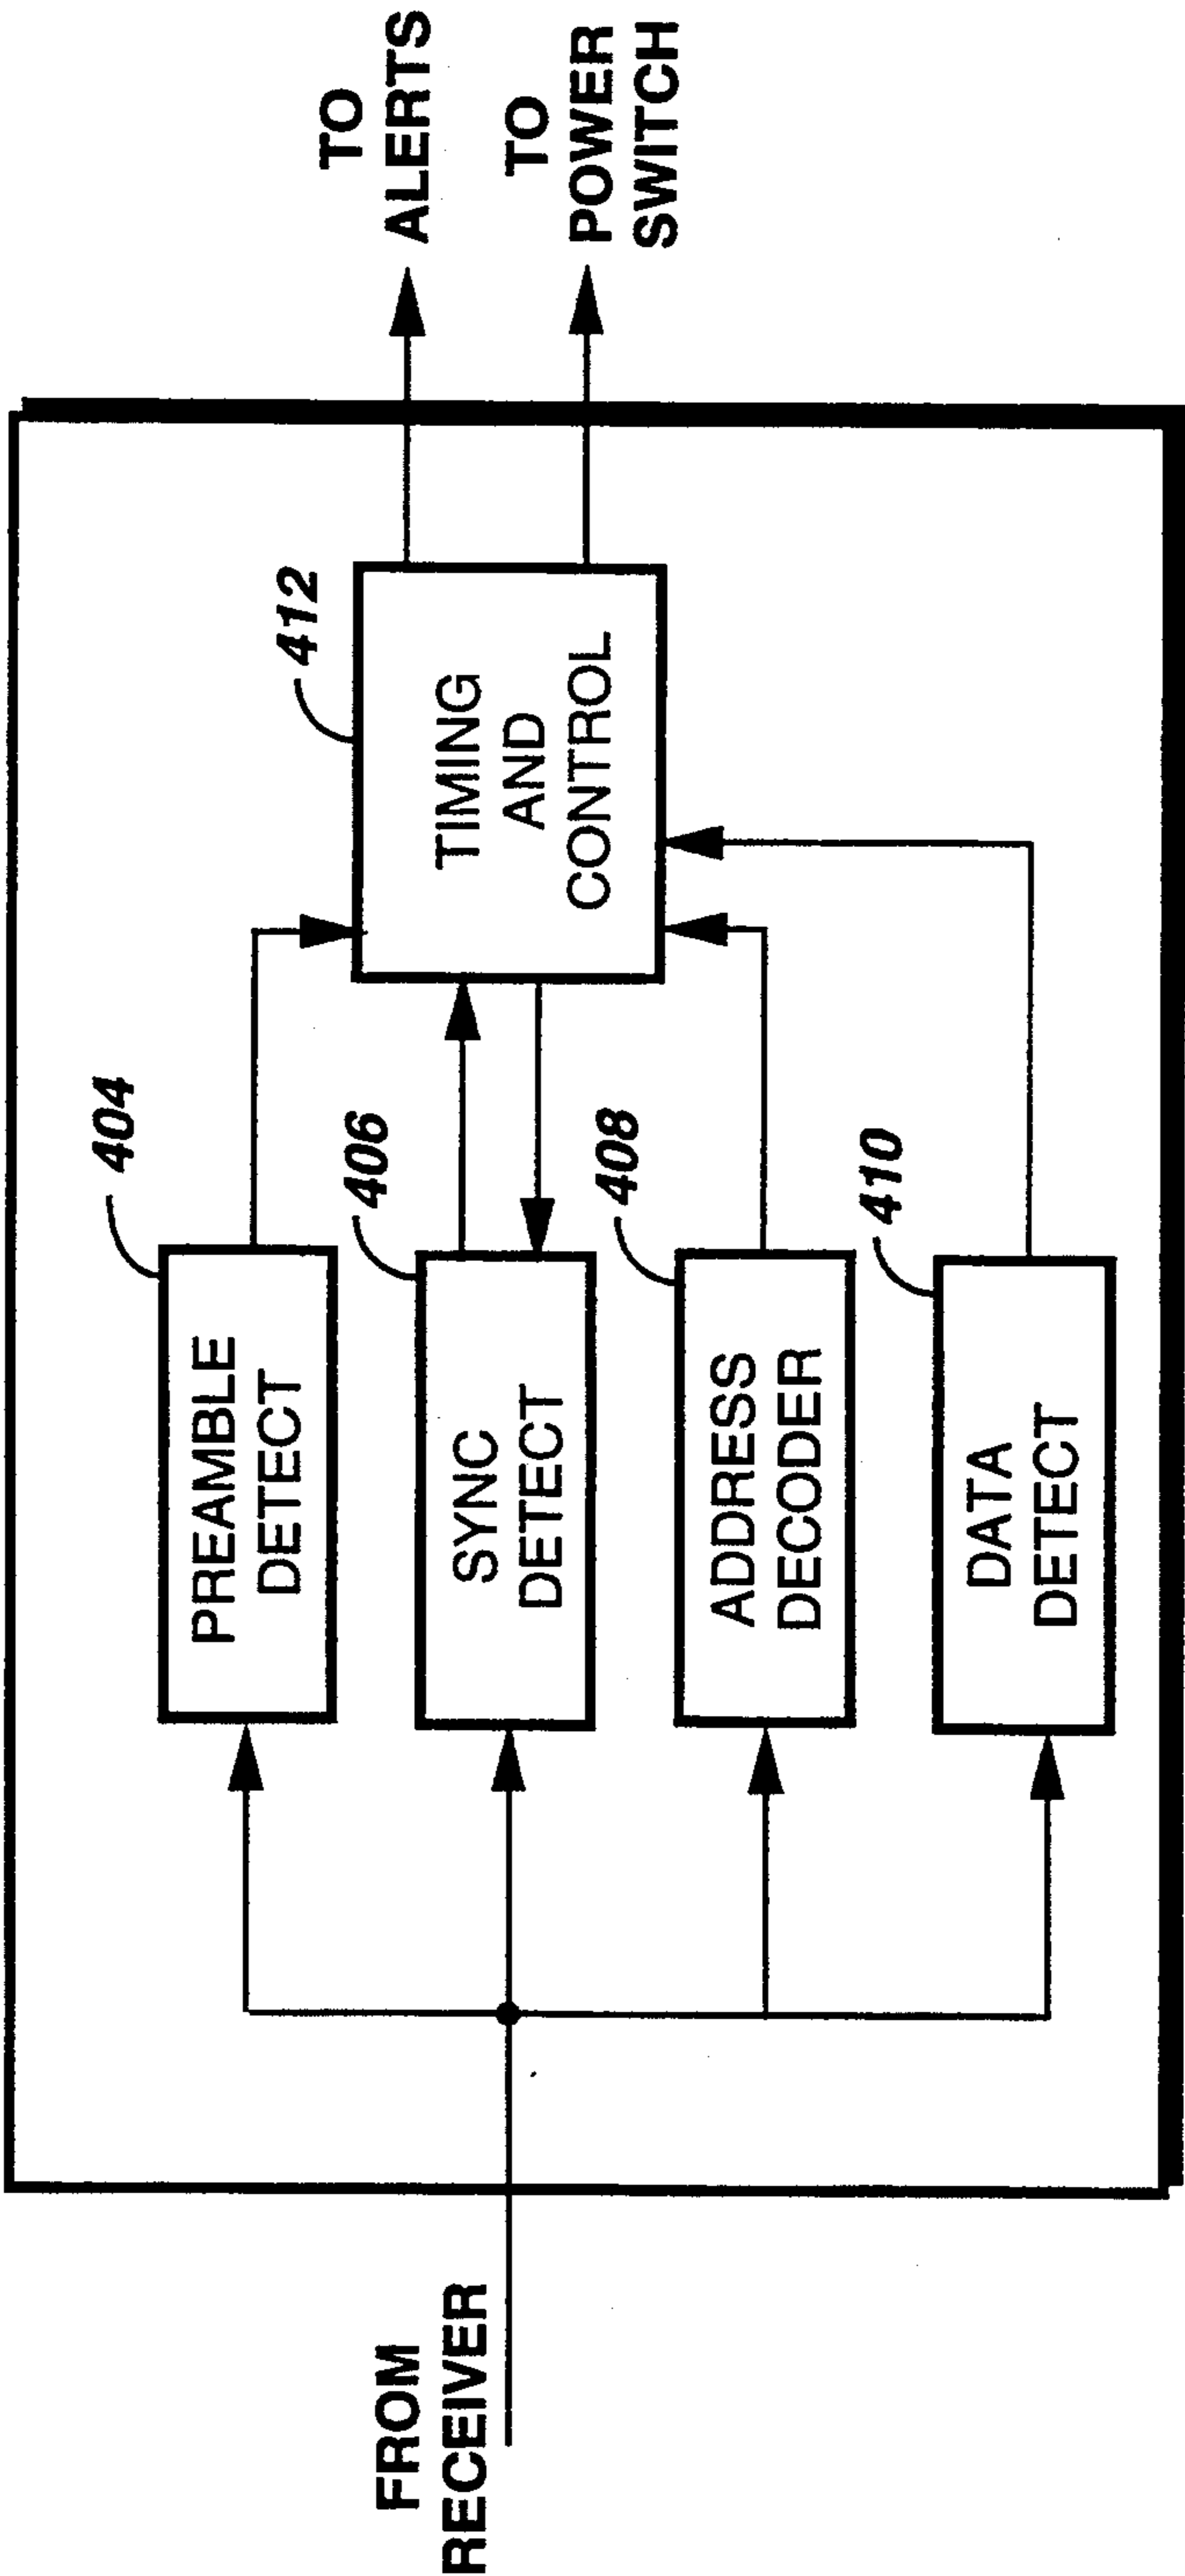 FROM
RECEIVER
404
PREAMBLE
DETECT
406
SYNC
DETECT
408
ADDRESS
DECODER
410
DATA
DETECT
412
TIMING
AND
CONTROL
TO
ALERTS
TO
POWER
SWITCH